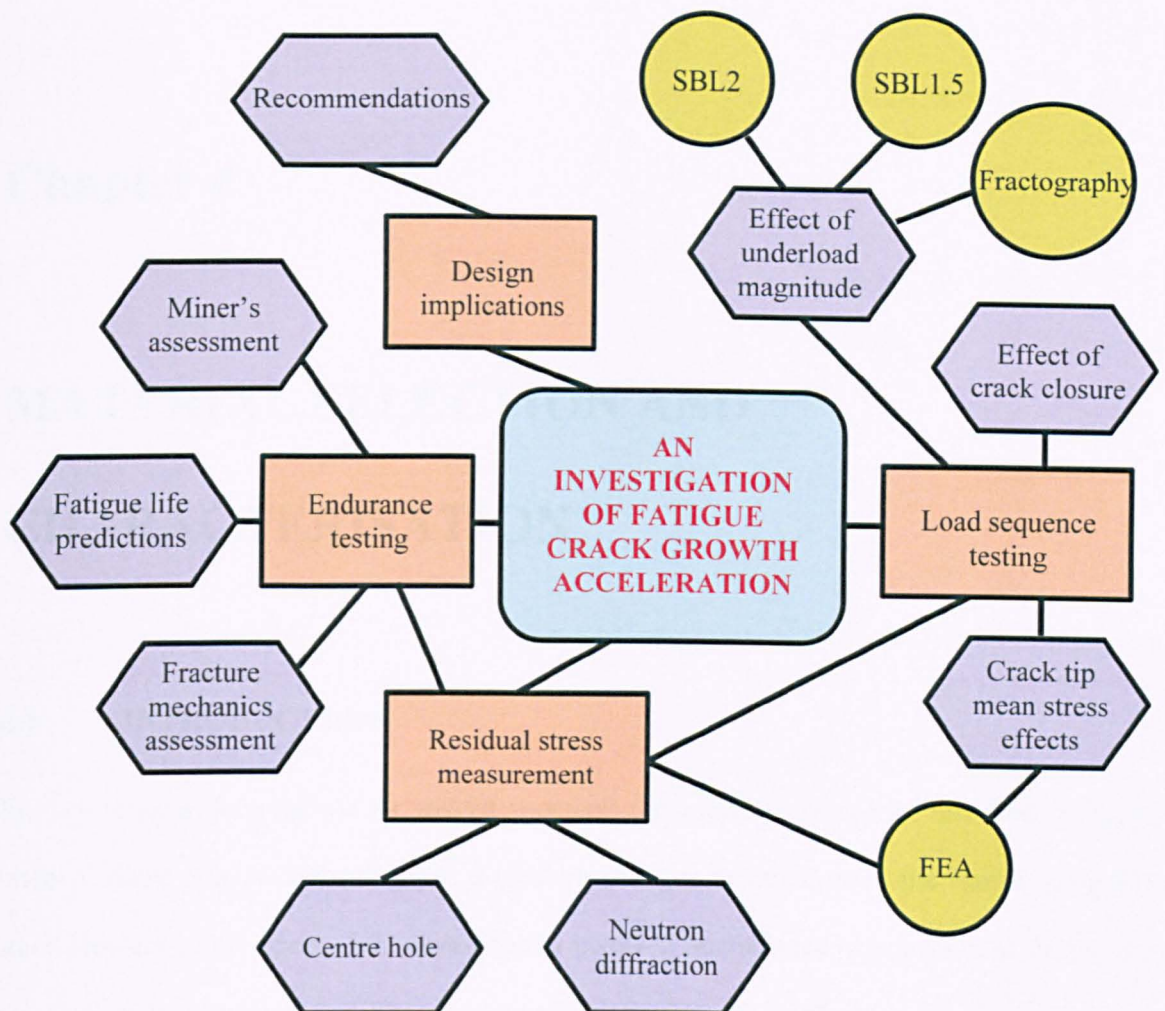 SBL2
SBL1.5
Recommendations
Fractography
Effect of
underload
magnitude
Design
implications
Miner's
assessment
Effect of
crack closure
AN
INVESTIGATION
OF FATIGUE
CRACK GROWTH
ACCELERATION
Fatigue life
predictions
Endurance
testing
Load sequence
testing
Fracture
mechanics
assessment
Crack tip
mean stress
effects
Residual stress
measurement
FEA
Centre hole
Neutron
diffraction